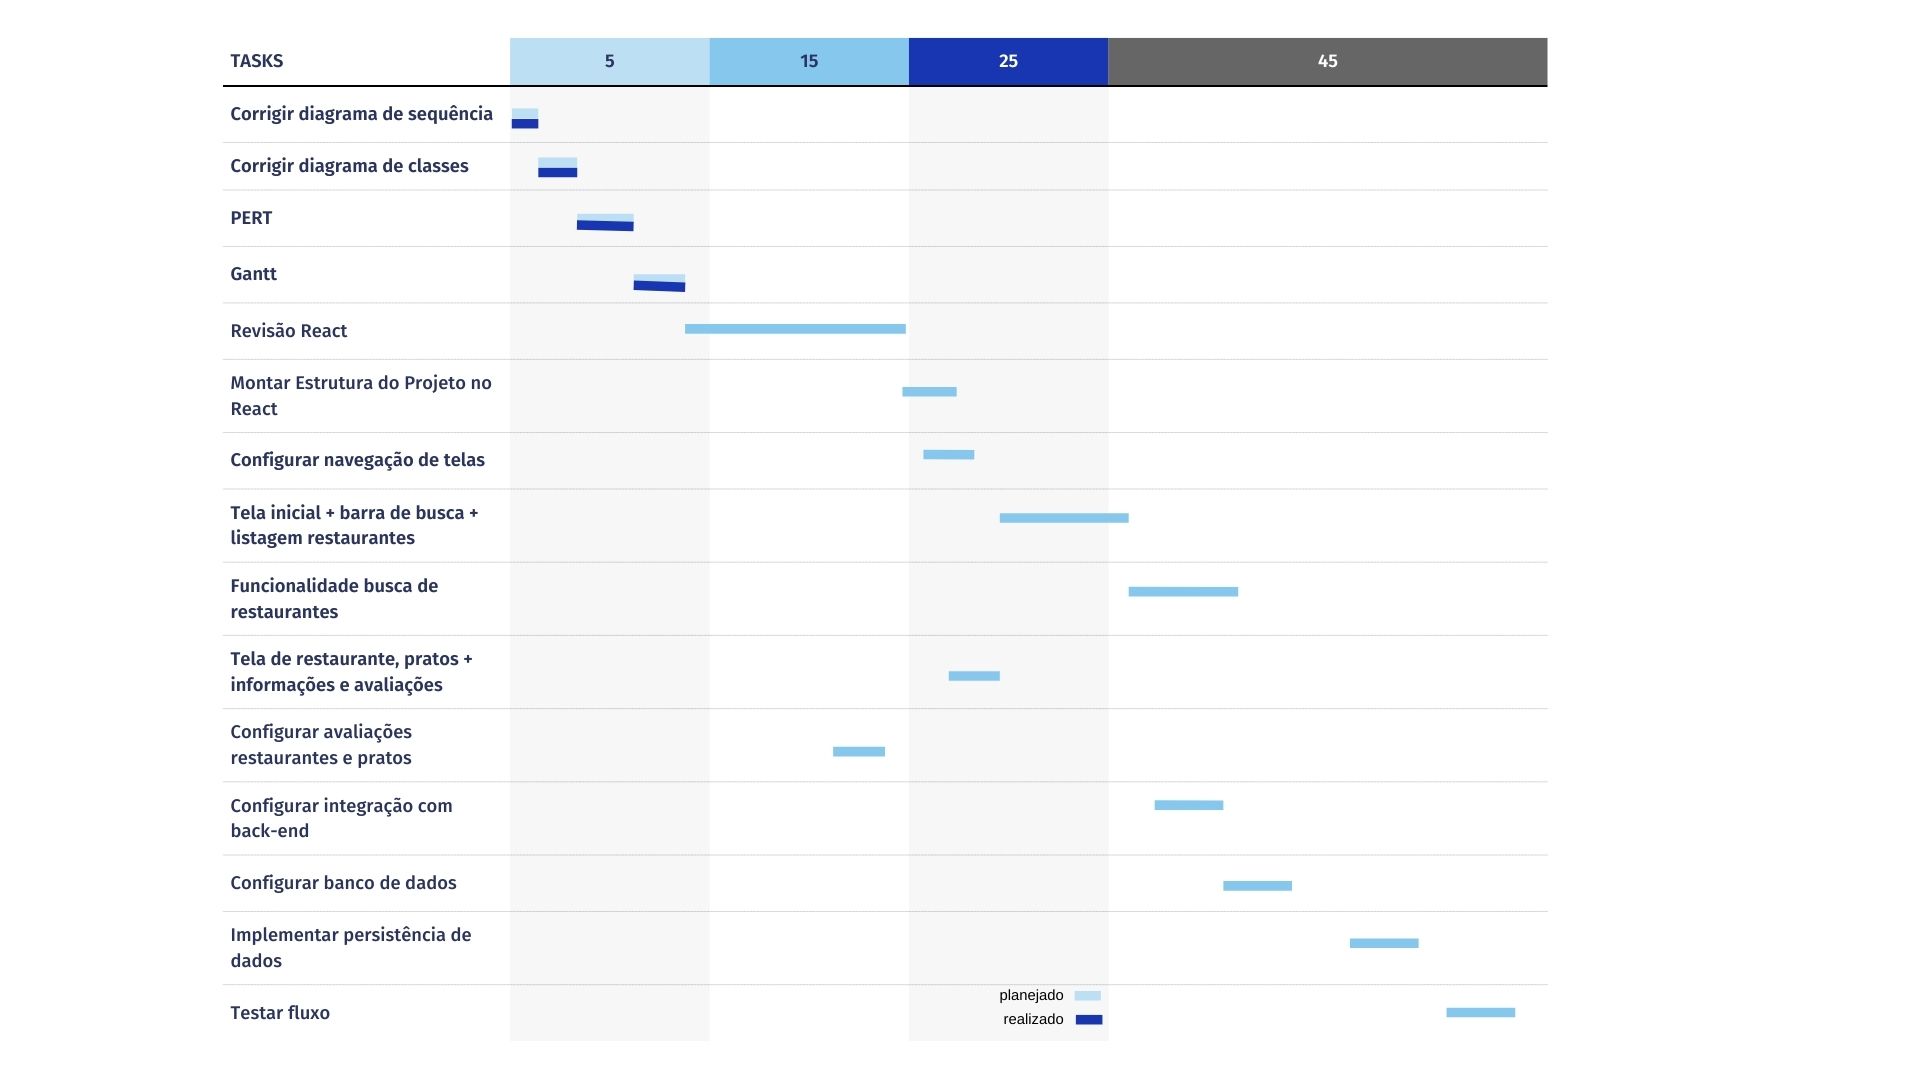 TASKS 5 15 25 45
Corrigir diagrama de sequência
Corrigir diagrama de classes
PERT
Gantt
Revisão React
Montar Estrutura do Projeto no
React
Configurar navegação de telas
Tela inicial + barra de busca +
listagem restaurantes
Funcionalidade busca de
restaurantes
Tela de restaurante, pratos +
informações e avaliações
Configurar avaliações
restaurantes e pratos
Configurar integração com
back-end
Configurar banco de dados
Implementar persistência de
dados
Testar fluxo
planejado
realizado